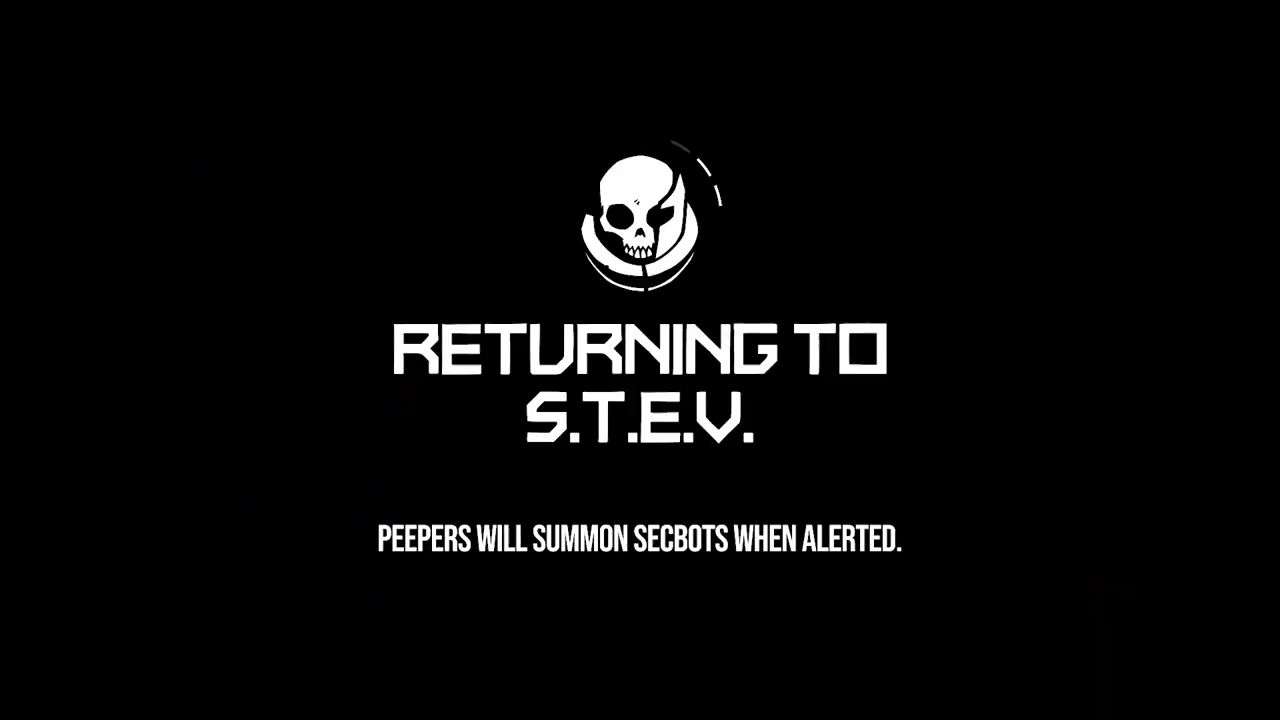 RETURNING TO
S.T.E.V.
PEEPERS WILL SUMMON SECBOTS WHEN ALERTED.